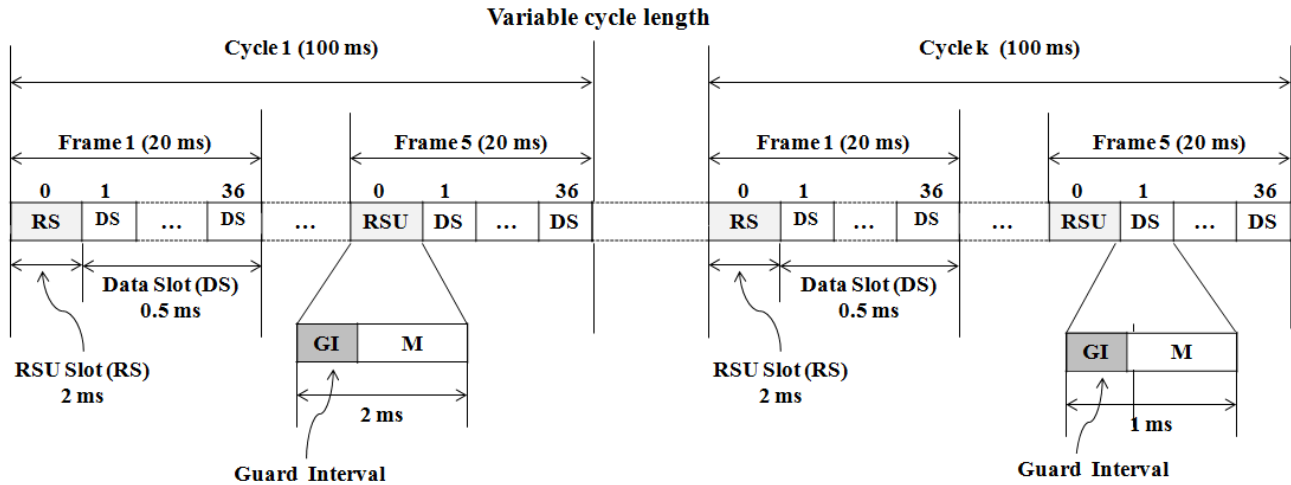 Variable cycle length
Cycle 1 (100 ms) Cycle k (100 ms)
Frame 1 (20 ms) Frame 5 (20 ms) Frame 1 (20 ms) Frame 5 (20 ms)
0 1 36 0 1 36 0 1 36 0 1 36
RS DS ... DS ... RSU DS ... DS RS DS ... DS ... RSU DS ... DS
Data Slot (DS) Data Slot (DS)
0.5 ms 0.5 ms
GI M GI M
RSU Slot (RS) RSU Slot (RS)
2 ms 2 ms
2 ms 1 ms
Guard Interval Guard Interval